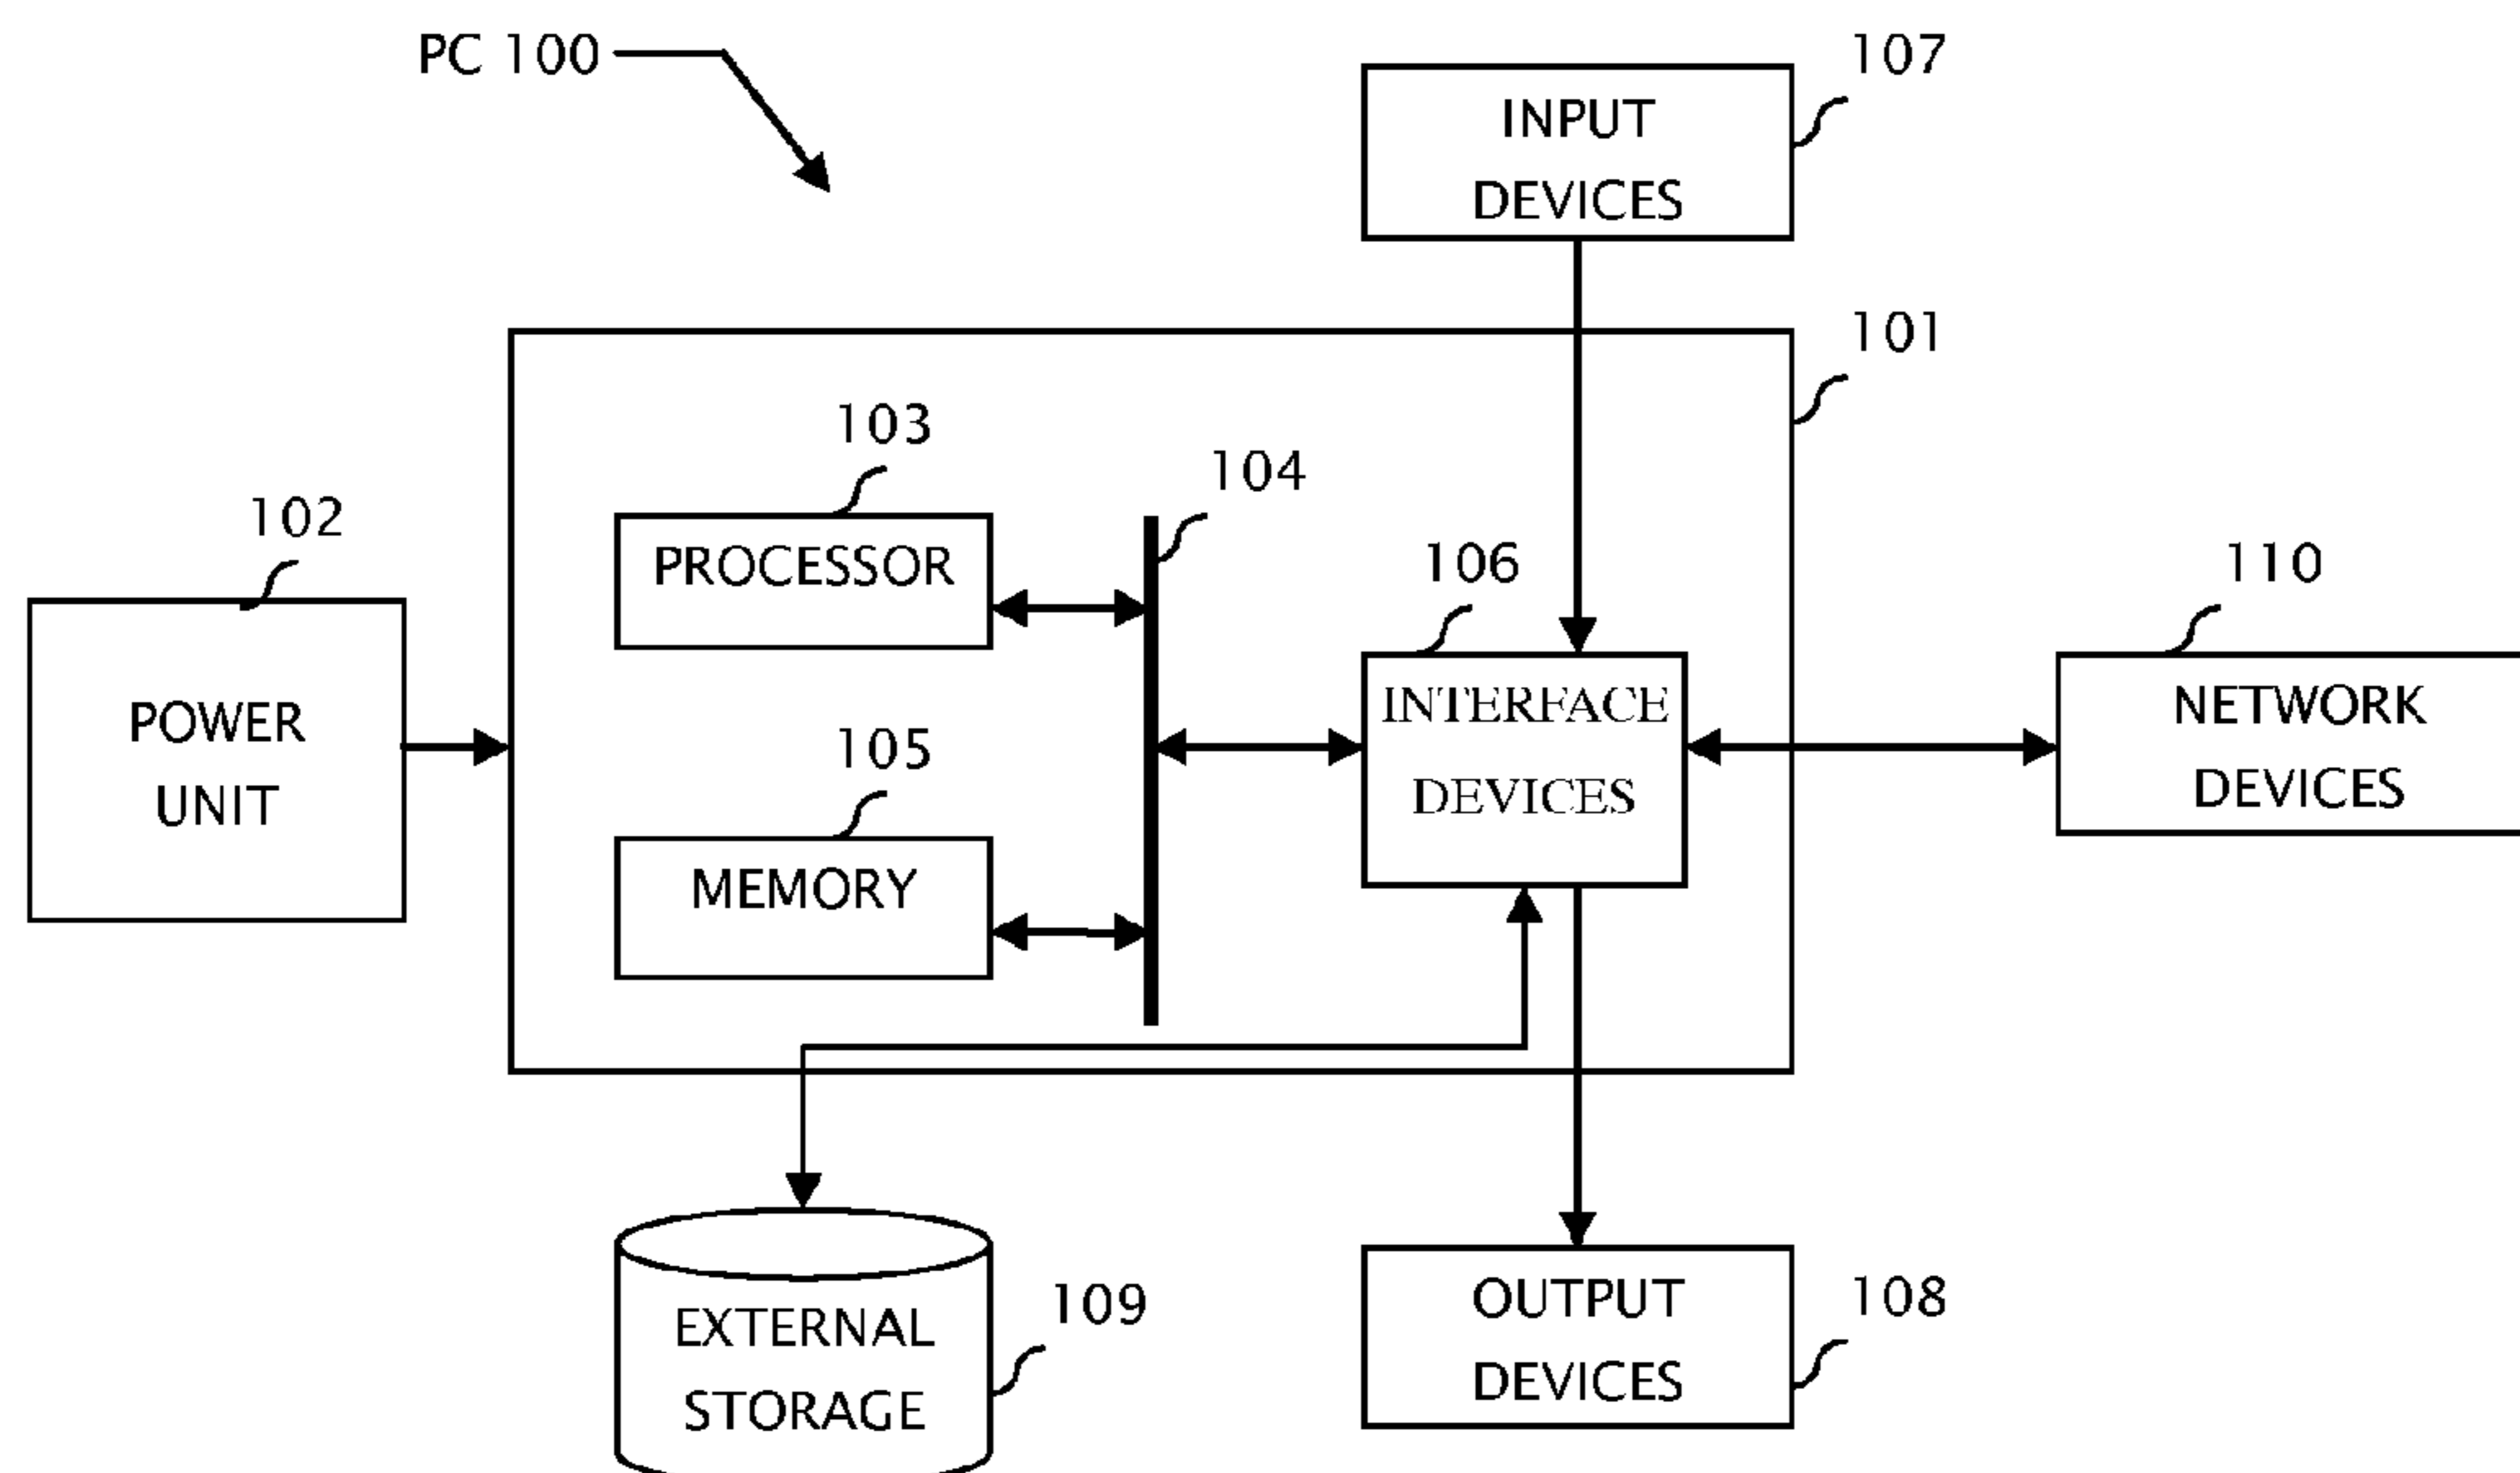 PC 100
107
INPUT
DEVICES
101
103
104
102
PROCESSOR
106
110
POWER
UNIT
105
MEMORY
INTERFACE
DEVICES
NETWORK
DEVICES
109
EXTERNAL
STORAGE
108
OUTPUT
DEVICES